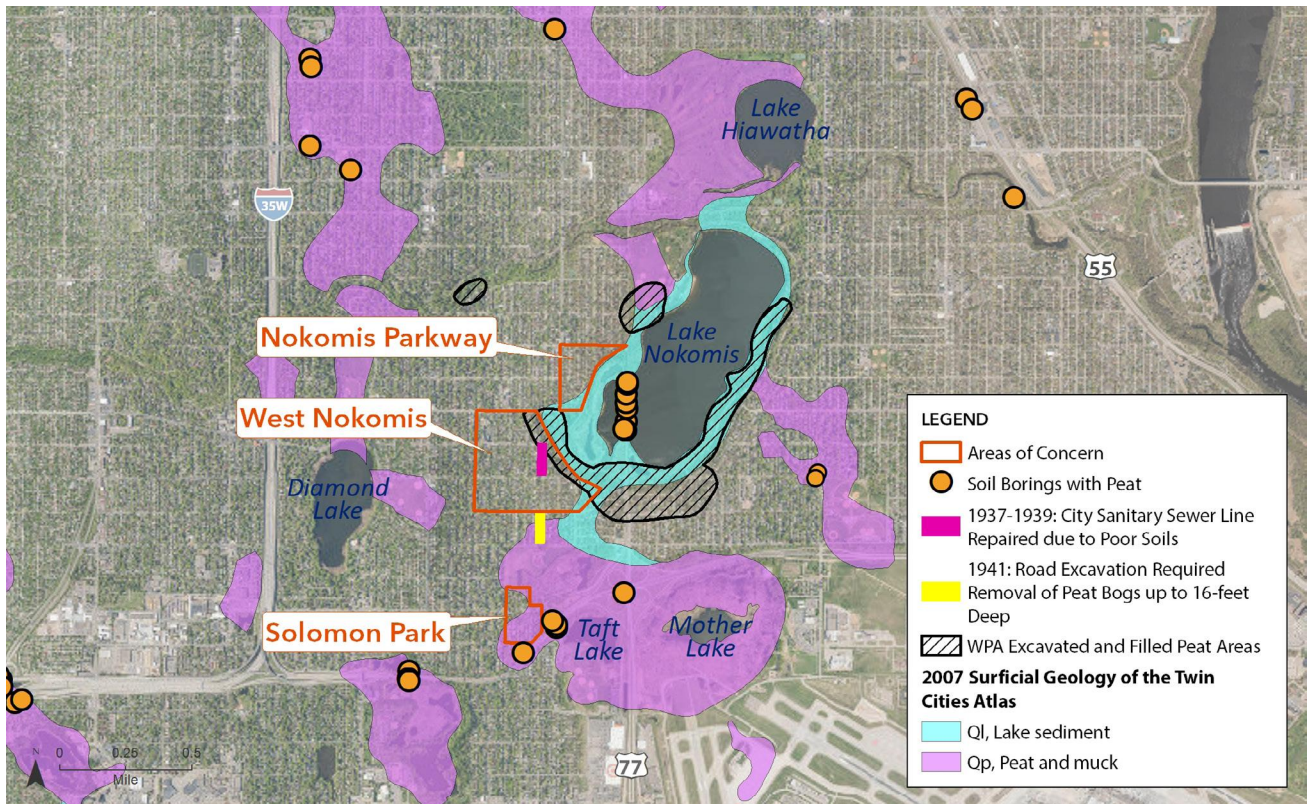 Lake
Hiawatha
35W
55
Nokomis Parkway
Lake
Nokomis
West Nokomis
Diamond
Lake
Solomon Park
Taft
Lake
Mother
Lake
77
N
0
0.25
0.5
Mile
LEGEND
Areas of Concern
Soil Borings with Peat
1937-1939: City Sanitary Sewer Line
Repaired due to Poor Soils
1941: Road Excavation Required
Removal of Peat Bogs up to 16-feet
Deep
WPA Excavated and Filled Peat Areas
2007 Surficial Geology of the Twin
Cities Atlas
Ql, Lake sediment
Qp, Peat and muck